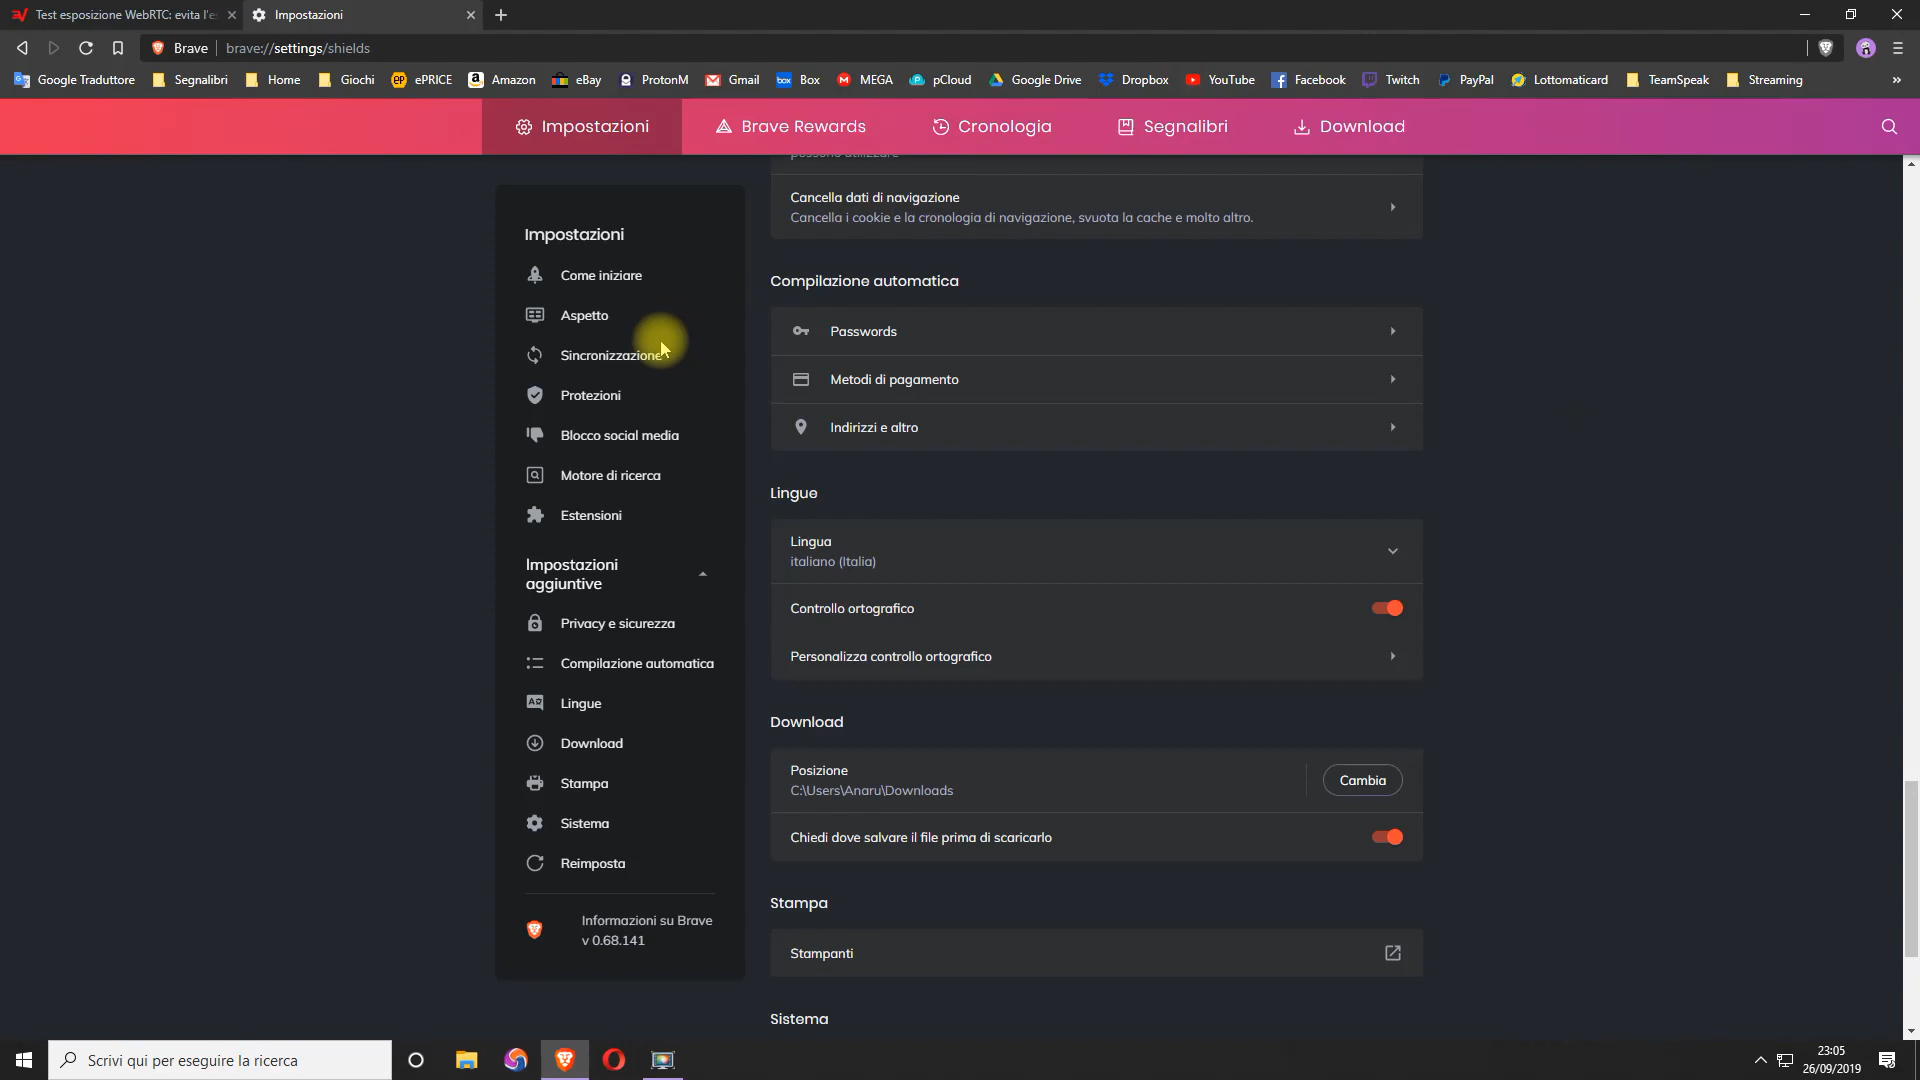 Test esposizione WebRTC: evita l'e
Impostazioni
Brave
brave://settings/shields
Google Traduttore
Segnalibri
Home
Giochi
ePRICE
Amazon
eBay
ProtonM
Gmail
box
Box
MEGA
pCloud
Google Drive
Dropbox
YouTube
Facebook
Twitch
PayPal
Lottomaticard
TeamSpeak
Streaming
»
Impostazioni
Brave Rewards
Cronologia
Segnalibri
Download
possono utilizzare
Cancella dati di navigazione
Cancella i cookie e la cronologia di navigazione, svuota la cache e molto altro.
Impostazioni
Come iniziare
Aspetto
Sincronizzazione
Protezioni
Blocco social media
Motore di ricerca
Estensioni
Impostazioni
aggiuntive
Privacy e sicurezza
Compilazione automatica
Lingue
Download
Stampa
Sistema
Reimposta
Informazioni su Brave
v 0.68.141
Compilazione automatica
Passwords
Metodi di pagamento
Indirizzi e altro
Lingue
Lingua
italiano (Italia)
Controllo ortografico
Personalizza controllo ortografico
Download
Posizione
C:\Users\Anaru\Downloads
Cambia
Chiedi dove salvare il file prima di scaricarlo
Stampa
Stampanti
Sistema
Scrivi qui per eseguire la ricerca
23:05
26/09/2019